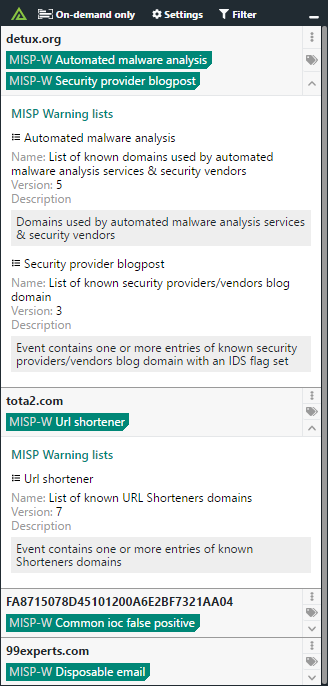 On-demand only Settings Filter
detux.org
MISP-W Automated malware analysis
MISP-W Security provider blogpost
MISP Warning lists
Automated malware analysis
Name: List of known domains used by automated
malware analysis services & security vendors
Version: 5
Description
Domains used by automated malware analysis services
& security vendors
Security provider blogpost
Name: List of known security providers/vendors blog
domain
Version: 3
Description
Event contains one or more entries of known security
providers/vendors blog domain with an IDS flag set
tota2.com
MISP-W Url shortener
MISP Warning lists
Url shortener
Name: List of known URL Shorteners domains
Version: 7
Description
Event contains one or more entries of known
Shorteners domains
FA8715078D45101200A6E2BF7321AA04
MISP-W Common ioc false positive
99experts.com
MISP-W Disposable email